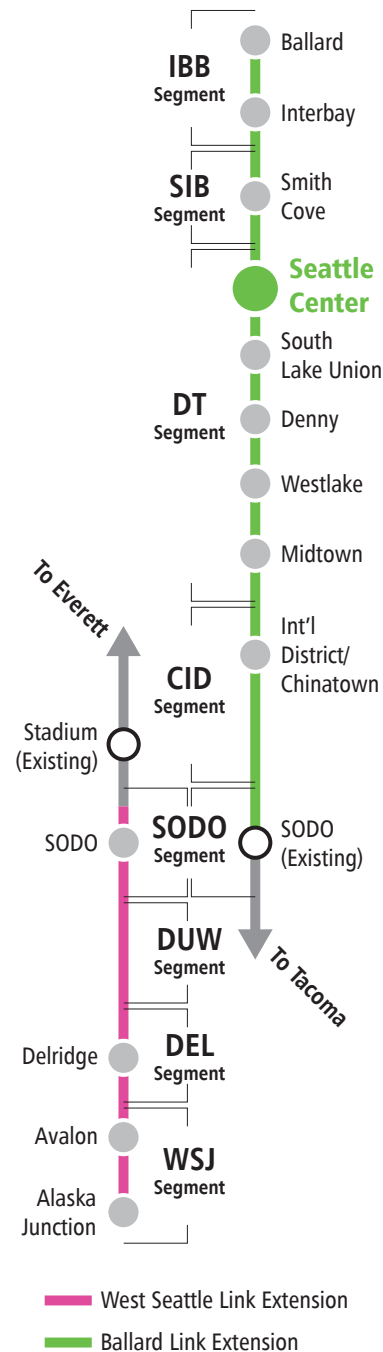 IBB
Segment
Ballard
Interbay
SIB
Segment
Smith
Cove
Seattle
Center
South
Lake Union
DT
Segment
Denny
Westlake
Midtown
To Everett
Int'l
District/
Chinatown
CID
Segment
Stadium
(Existing)
SODO
SODO
Segment
SODO
(Existing)
DUW
Segment
To Tacoma
Delridge
DEL
Segment
Avalon
WSJ
Segment
Alaska
Junction
West Seattle Link Extension
Ballard Link Extension